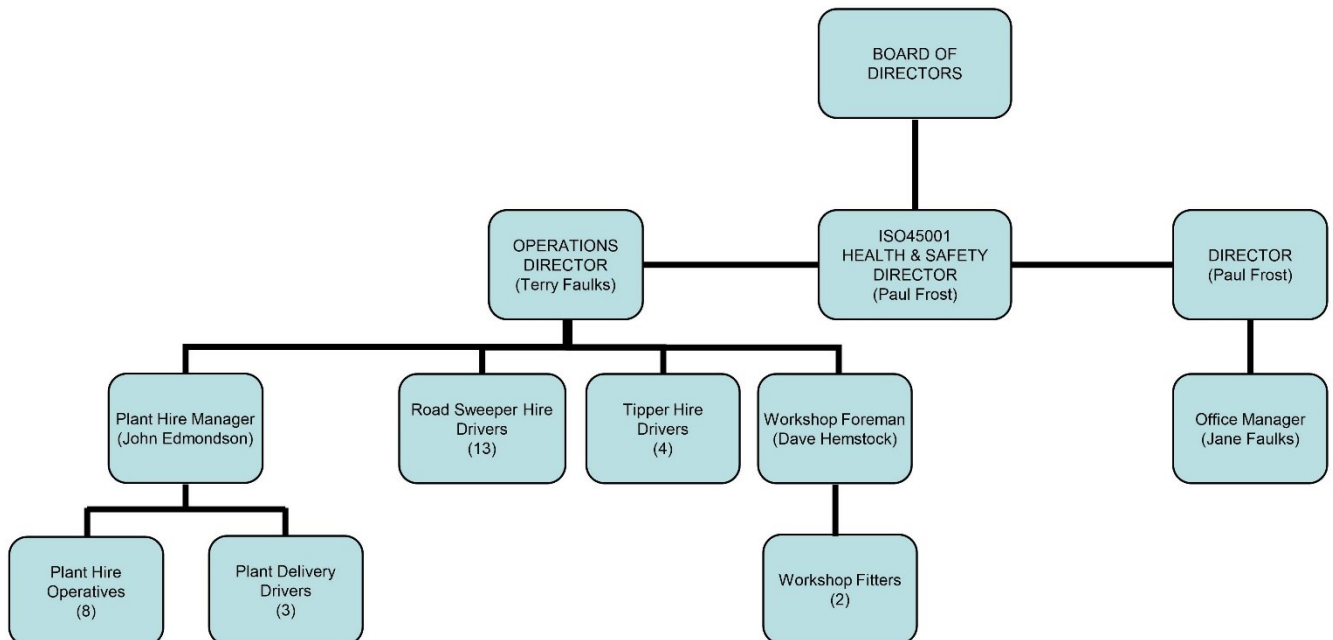 BOARD OF
DIRECTORS
OPERATIONS
DIRECTOR
(Terry Faulks)
ISO45001
HEALTH & SAFETY
DIRECTOR
(Paul Frost)
DIRECTOR
(Paul Frost)
Plant Hire Manager
(John Edmondson)
Road Sweeper Hire
Drivers
(13)
Tipper Hire
Drivers
(4)
Workshop Foreman
(Dave Hemstock)
Office Manager
(Jane Faulks)
Plant Hire
Operatives
(8)
Plant Delivery
Drivers
(3)
Workshop Fitters
(2)